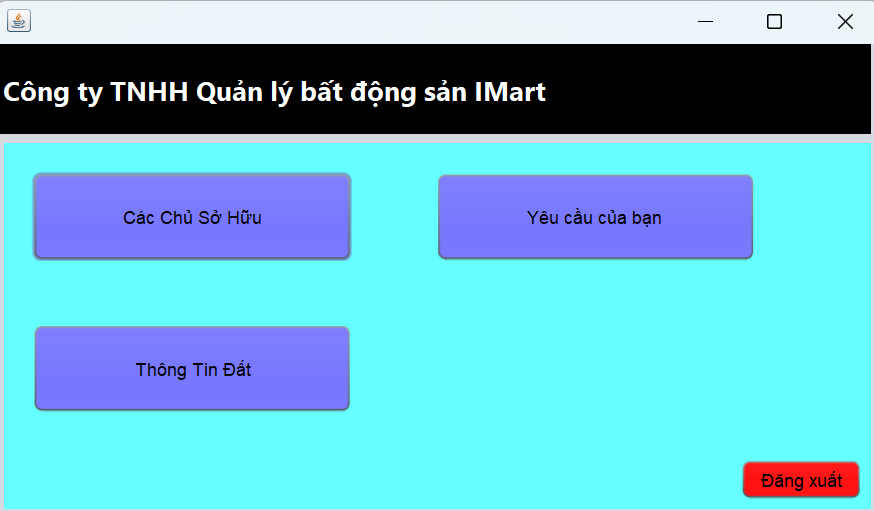 Công ty TNHH Quản lý bất động sản IMart
Các Chủ Sở Hữu
Yêu cầu của bạn
Thông Tin Đất
Đăng xuất